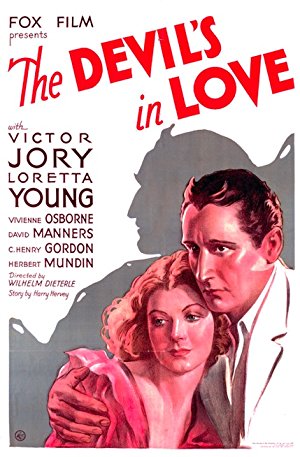 FOX FILM
presents
The DEVIL'S
in LOVE
with
VICTOR
JORY
LORETTA
YOUNG
VIVIENNE OSBORNE
DAVID MANNERS
C. HENRY GORDON
HERBERT MUNDIN
Directed by
WILHELM DIETERLE
Story by Harry Hervey